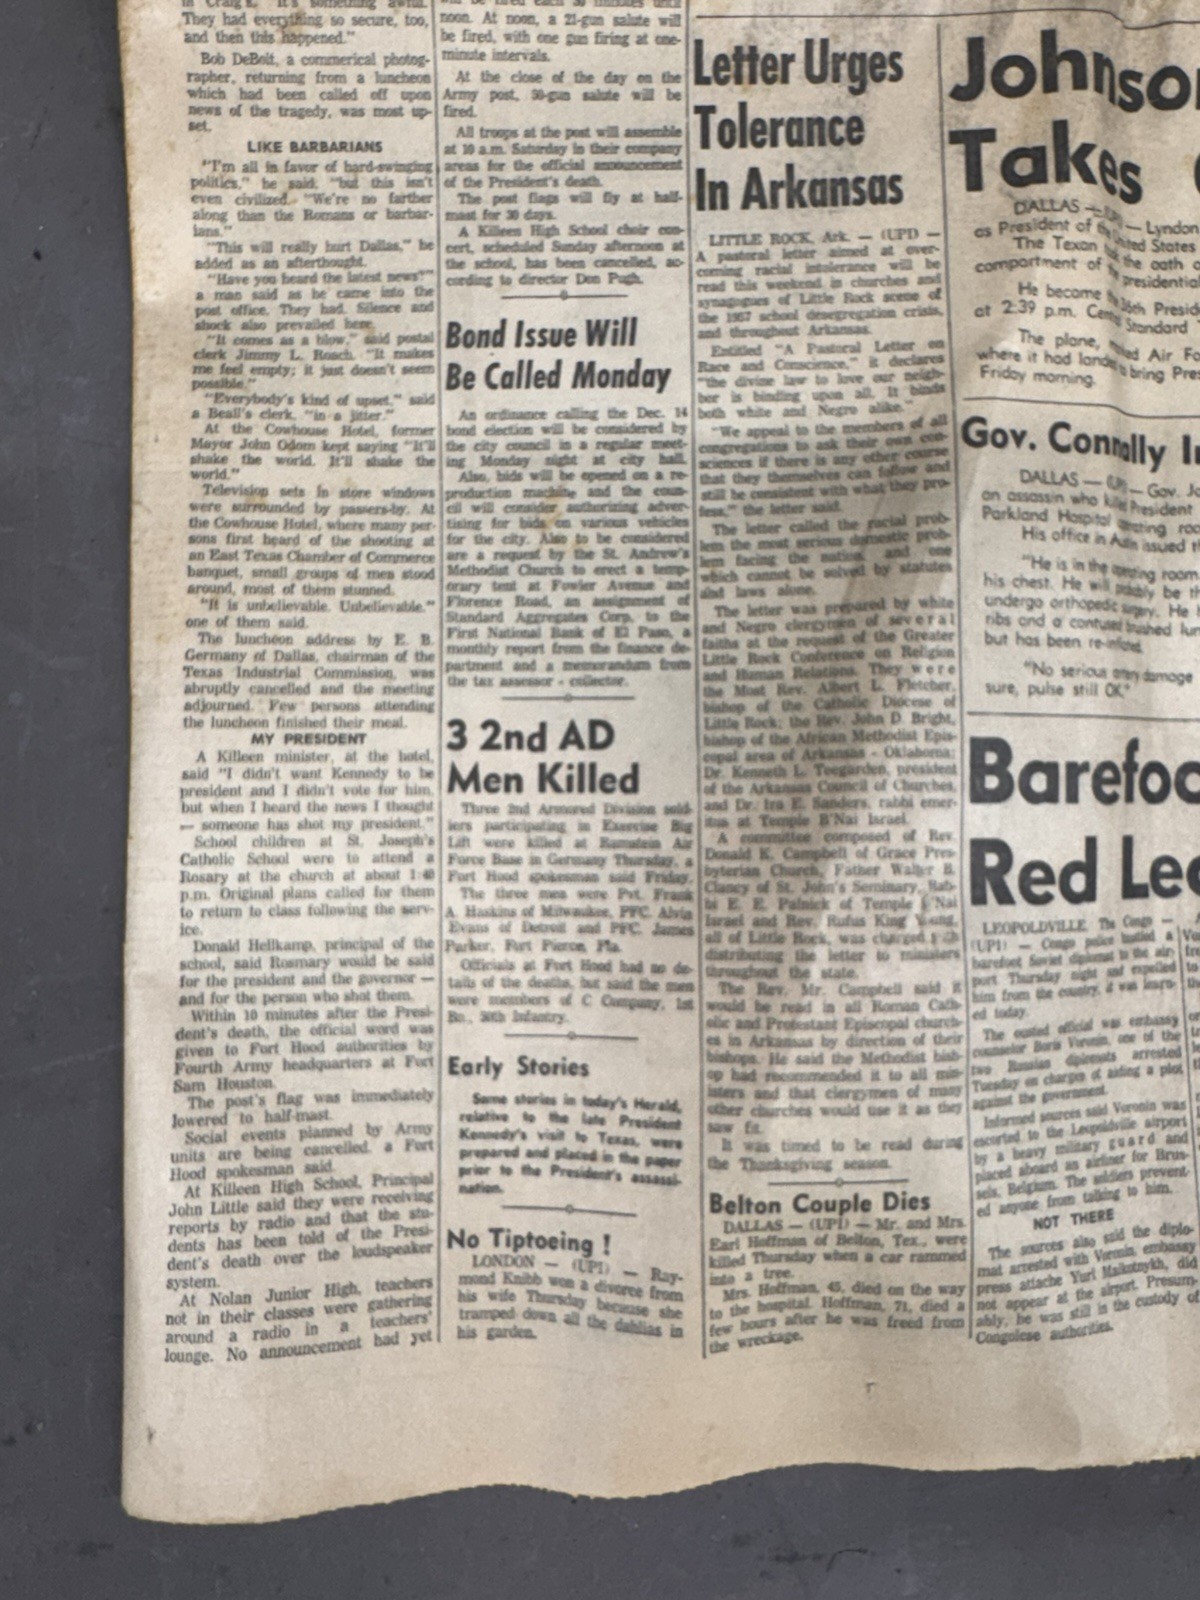 They had everything so secure, too,
and then this happened."
Bob DeBolt, a commerical photog-
rapher, returning from a luncheon
which had been called off upon
news of the tragedy, was most up-
set.
LIKE BARBARIANS
"I'm all in favor of hard-swinging
politics," he said, "but this isn't
even civilized. "We're no farther
along than the Romans or barbar-
ians."
"This will really hurt Dallas," he
added as an afterthought.
"Have you heard the latest news?"
a man said as he came into the
post office. They had. Silence and
shock also prevailed here.
"It comes as a blow," said postal
clerk Jimmy L. Roach. "It makes
me feel empty; it just doesn't seem
possible."
"Everybody's kind of upset," said
a Beall's clerk, "in a jitter."
At the Cowhouse Hotel, former
Mayor John Odom kept saying "It'll
shake the world. It'll shake the
world."
Television sets in store windows
were surrounded by passers-by. At
the Cowhouse Hotel, where many per-
sons first heard of the shooting at
an East Texas Chamber of Commerce
banquet, small groups of men stood
around, most of them stunned.
"It is unbelievable. Unbelievable."
one of them said.
The luncheon address by E. B.
Germany of Dallas, chairman of the
Texas Industrial Commission, was
abruptly cancelled and the meeting
adjourned. Few persons attending
the luncheon finished their meal.
MY PRESIDENT
A Killeen minister, at the hotel,
said "I didn't want Kennedy to be
president and I didn't vote for him,
but when I heard the news I thought
— someone has shot my president."
School children at St. Joseph's
Catholic School were to attend a
Rosary at the church at about 1:40
p.m. Original plans called for them
to return to class following the serv-
ice.
Donald Hellkamp, principal of the
school, said Rosmary would be said
for the president and the governor —
and for the person who shot them.
Within 10 minutes after the Presi-
dent's death, the official word was
given to Fort Hood authorities by
Fourth Army headquarters at Fort
Sam Houston.
The post's flag was immediately
lowered to half-mast.
Social events planned by Army
units are being cancelled, a Fort
Hood spokesman said.
At Killeen High School, Principal
John Little said they were receiving
reports by radio and that the stu-
dents has been told of the Presi-
dent's death over the loudspeaker
system.
At Nolan Junior High, teachers
not in their classes were gathering
around a radio in a teachers'
lounge. No announcement had yet
noon. At noon, a 21-gun salute will
be fired, with one gun firing at one-
minute intervals.
At the close of the day on the
Army post, 50-gun salute will be
fired.
All troops at the post will assemble
at 10 a.m. Saturday in their company
areas for the official announcement
of the President's death.
The post flags will fly at half-
mast for 30 days.
A Killeen High School choir con-
cert, scheduled Sunday afternoon at
the school, has been cancelled, ac-
cording to director Don Pugh.
Bond Issue Will
Be Called Monday
An ordinance calling the Dec. 14
bond election will be considered by
the city council in a regular meet-
ing Monday night at city hall.
Also, bids will be opened on a re-
production machine and the coun-
cil will consider authorizing adver-
tising for bids on various vehicles
for the city. Also to be considered
are a request by the St. Andrew's
Methodist Church to erect a temp-
orary tent at Fowler Avenue and
Florence Road, an assignment of
Standard Aggregates Corp. to the
First National Bank of El Paso, a
monthly report from the finance de-
partment and a memorandum from
the tax assessor - collector.
3 2nd AD
Men Killed
Three 2nd Armored Division sold-
iers participating in Exercise Big
Lift were killed at Ramstein Air
Force Base in Germany Thursday, a
Fort Hood spokesman said Friday.
The three men were Pvt. Frank
A. Haskins of Milwaukee, PFC. Alvin
Evans of Detroit and PFC. James
Parker, Fort Pierce, Fla.
Officials at Fort Hood had no de-
tails of the deaths, but said the men
were members of C Company, 1st
Bn., 50th Infantry.
Early Stories
Some stories in today's Herald,
relative to the late President
Kennedy's visit to Texas, were
prepared and placed in the paper
prior to the President's assassi-
nation.
No Tiptoeing !
LONDON — (UPI) — Ray-
mond Knibb won a divorce from
his wife Thursday because she
tramped down all the dahlias in
his garden.
Letter Urges
Tolerance
In Arkansas
LITTLE ROCK, Ark. — (UPI) —
A pastoral letter aimed at over-
coming racial intolerance will be
read this weekend in churches and
synagogues of Little Rock scene of
the 1957 school desegregation crisis,
and throughout Arkansas.
Entitled "A Pastoral Letter on
Race and Conscience," it declares
"the divine law to love our neigh-
bor is binding upon all. It binds
both white and Negro alike."
"We appeal to the members of all
congregations to ask their own con-
sciences if there is any other course
that they themselves can follow and
still be consistent with what they pro-
fess," the letter said.
The letter called the racial prob-
lem the most serious domestic prob-
lem facing the nation and one
which cannot be solved by statutes
and laws alone.
The letter was prepared by white
and Negro clergymen of several
faiths at the request of the Greater
Little Rock Conference on Religion
and Human Relations. They were
the Most Rev. Albert L. Fletcher,
bishop of the Catholic Diocese of
Little Rock; the Rev. John D. Bright,
bishop of the African Methodist Epis-
copal area of Arkansas - Oklahoma;
Dr. Kenneth L. Teegarden, president
of the Arkansas Council of Churches,
and Dr. Ira E. Sanders, rabbi emer-
itus at Temple B'Nai Israel.
A committee composed of Rev.
Donald K. Campbell of Grace Pres-
byterian Church, Father Walter B.
Clancy of St. John's Seminary, Rab-
bi E. E. Palnick of Temple B'Nai
Israel and Rev. Rufus King Young,
all of Little Rock, was charged with
distributing the letter to ministers
throughout the state.
The Rev. Mr. Campbell said it
would be read in all Roman Cath-
olic and Protestant Episcopal church-
es in Arkansas by direction of their
bishops. He said the Methodist bish-
op had recommended it to all min-
isters and that clergymen of many
other churches would use it as they
saw fit.
It was timed to be read during
the Thanksgiving season.
Belton Couple Dies
DALLAS — (UPI) — Mr. and Mrs.
Earl Hoffman of Belton, Tex., were
killed Thursday when a car rammed
into a tree.
Mrs. Hoffman, 45, died on the way
to the hospital. Hoffman, 71, died a
few hours after he was freed from
the wreckage.
Johnso
Takes
DALLAS — (UPI) — Lyndon
as President of the United States
The Texan the oath
compartment of presidential
He became the 36th Presid
at 2:39 p.m. Central Standard
The plane, Air Fo
where it had landed to bring Pres
Friday morning.
Gov. Connally
DALLAS — (UPI) — Gov. Jo
an assassin who killed President
Parkland Hospital operating roo
His office in Austin issued
"He is in the operating room
his chest. He will probably be
undergo orthopedic surgery. He
ribs and a contused brushed lun
but has been
"No serious damage
sure, pulse still OK."
Barefoo
Red Lea
LEOPOLDVILLE, The Congo —
(UPI) — Congo police hustled a
barefoot Soviet diplomat to the air-
port Thursday night and expelled
him from the country, it was learn-
ed today.
The ousted official was embassy
counselor Boris Voronin, one of the
two Russian diplomats arrested
Tuesday on charges of aiding a plot
against the government.
Informed sources said Voronin was
escorted to the Leopoldville airport
by a heavy military guard and
placed aboard an airliner for Brus-
sels, Belgium. The soldiers prevent-
ed anyone from talking to him.
NOT THERE
The sources also said the diplo-
mat arrested with Voronin, embassy
press attache Yuri did
not appear at the airport. Presum-
ably, he was still in the custody of
Congolese authorities.